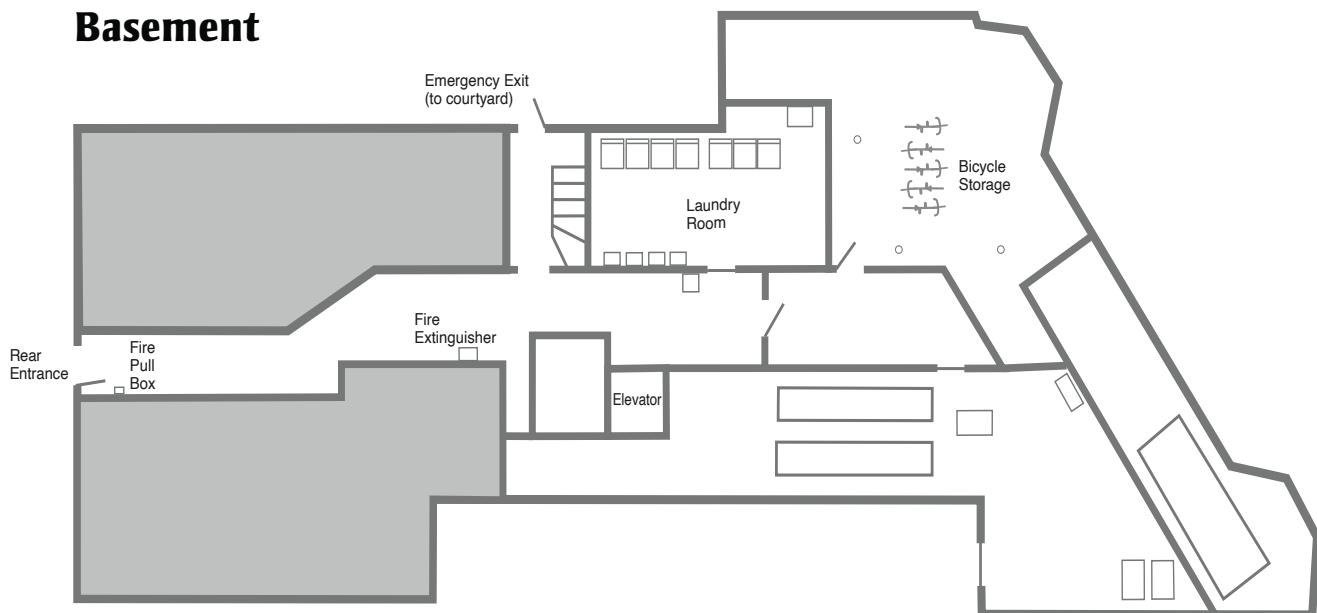 Basement
Emergency Exit
(to courtyard)
Bicycle
Storage
Laundry
Room
Fire
Extinguisher
Rear
Entrance
Fire
Pull
Box
Elevator